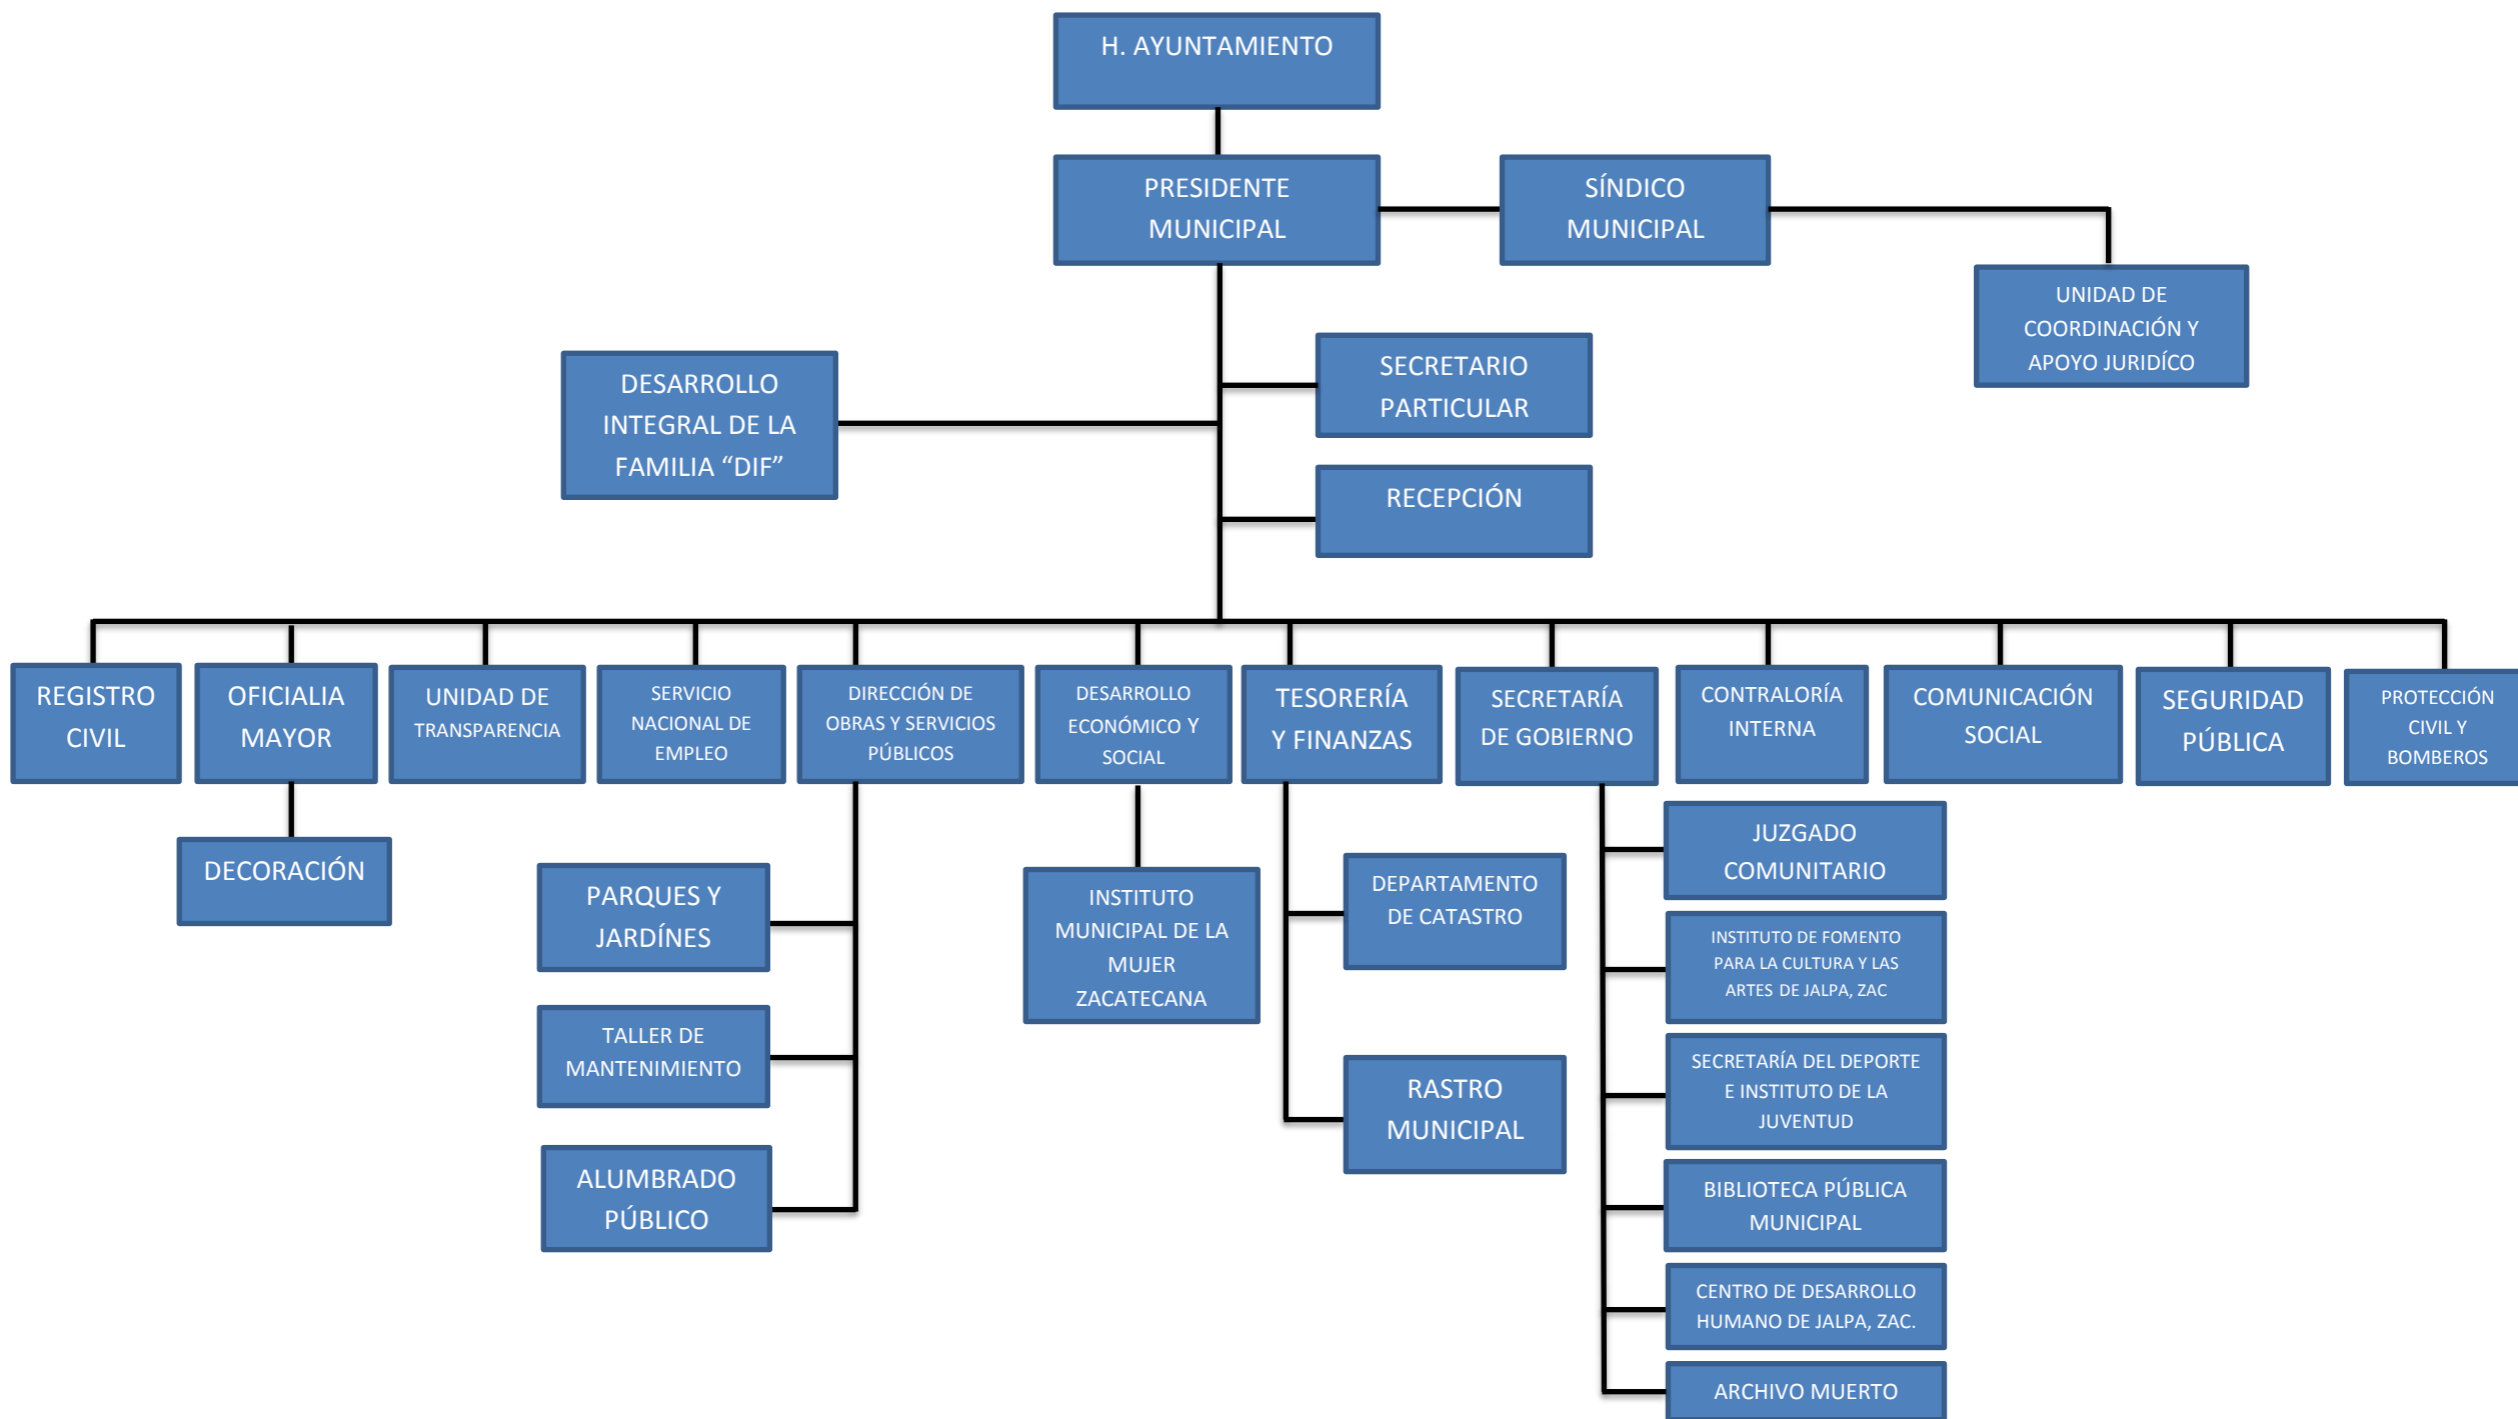 H. AYUNTAMIENTO
PRESIDENTE
MUNICIPAL
SÍNDICO
MUNICIPAL
UNIDAD DE
COORDINACIÓN Y
APOYO JURIDÍCO
SECRETARIO
PARTICULAR
DESARROLLO
INTEGRAL DE LA
FAMILIA “DIF”
RECEPCIÓN
REGISTRO
CIVIL
OFICIALIA
MAYOR
UNIDAD DE
TRANSPARENCIA
SERVICIO
NACIONAL DE
EMPLEO
DIRECCIÓN DE
OBRAS Y SERVICIOS
PÚBLICOS
DESARROLLO
ECONÓMICO Y
SOCIAL
TESORERÍA
Y FINANZAS
SECRETARÍA
DE GOBIERNO
CONTRALORÍA
INTERNA
COMUNICACIÓN
SOCIAL
SEGURIDAD
PÚBLICA
PROTECCIÓN
CIVIL Y
BOMBEROS
DECORACIÓN
PARQUES Y
JARDÍNES
TALLER DE
MANTENIMIENTO
ALUMBRADO
PÚBLICO
INSTITUTO
MUNICIPAL DE LA
MUJER
ZACATECANA
DEPARTAMENTO
DE CATASTRO
RASTRO
MUNICIPAL
JUZGADO
COMUNITARIO
INSTITUTO DE FOMENTO
PARA LA CULTURA Y LAS
ARTES DE JALPA, ZAC
SECRETARÍA DEL DEPORTE
E INSTITUTO DE LA
JUVENTUD
BIBLIOTECA PÚBLICA
MUNICIPAL
CENTRO DE DESARROLLO
HUMANO DE JALPA, ZAC.
ARCHIVO MUERTO